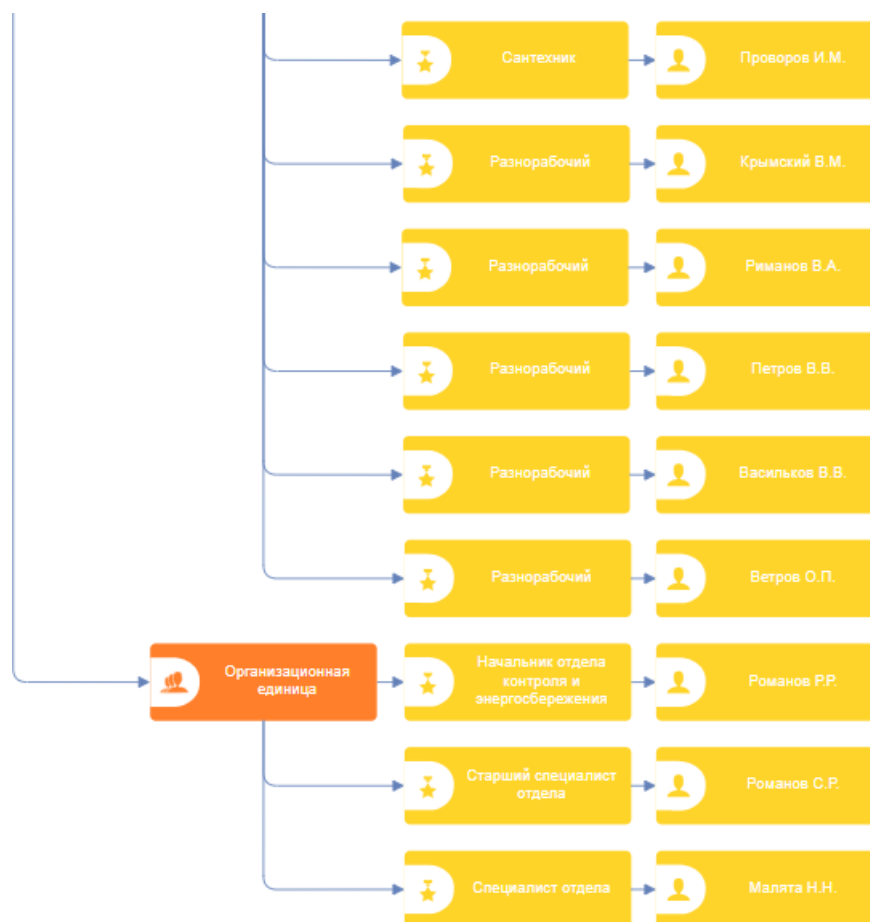 Сантехник
Проворов И.М.
Разнорабочий
Крымский В.М.
Разнорабочий
Риманов В.А.
Разнорабочий
Петров В.В.
Разнорабочий
Васильков В.В.
Разнорабочий
Ветров О.П.
Организационная
единица
Начальник отдела
контроля и
энергосбережения
Романов Р.Р.
Старший специалист
отдела
Романов С.Р.
Специалист отдела
Малята Н.Н.